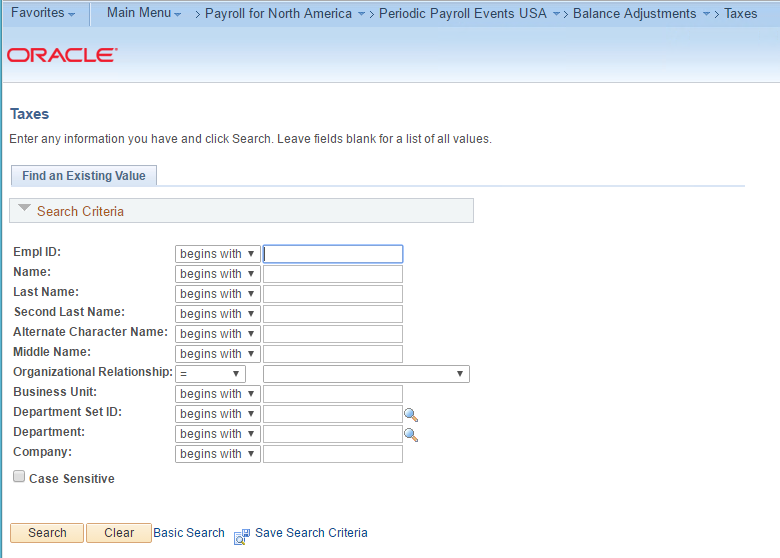 Favorites Main Menu > Payroll for North America > Periodic Payroll Events USA > Balance Adjustments > Taxes
ORACLE
Taxes
Enter any information you have and click Search. Leave fields blank for a list of all values.
Find an Existing Value
Search Criteria
Empl ID: begins with
Name: begins with
Last Name: begins with
Second Last Name: begins with
Alternate Character Name: begins with
Middle Name: begins with
Organizational Relationship: =
Business Unit: begins with
Department Set ID: begins with
Department: begins with
Company: begins with
Case Sensitive
Search Clear Basic Search Save Search Criteria